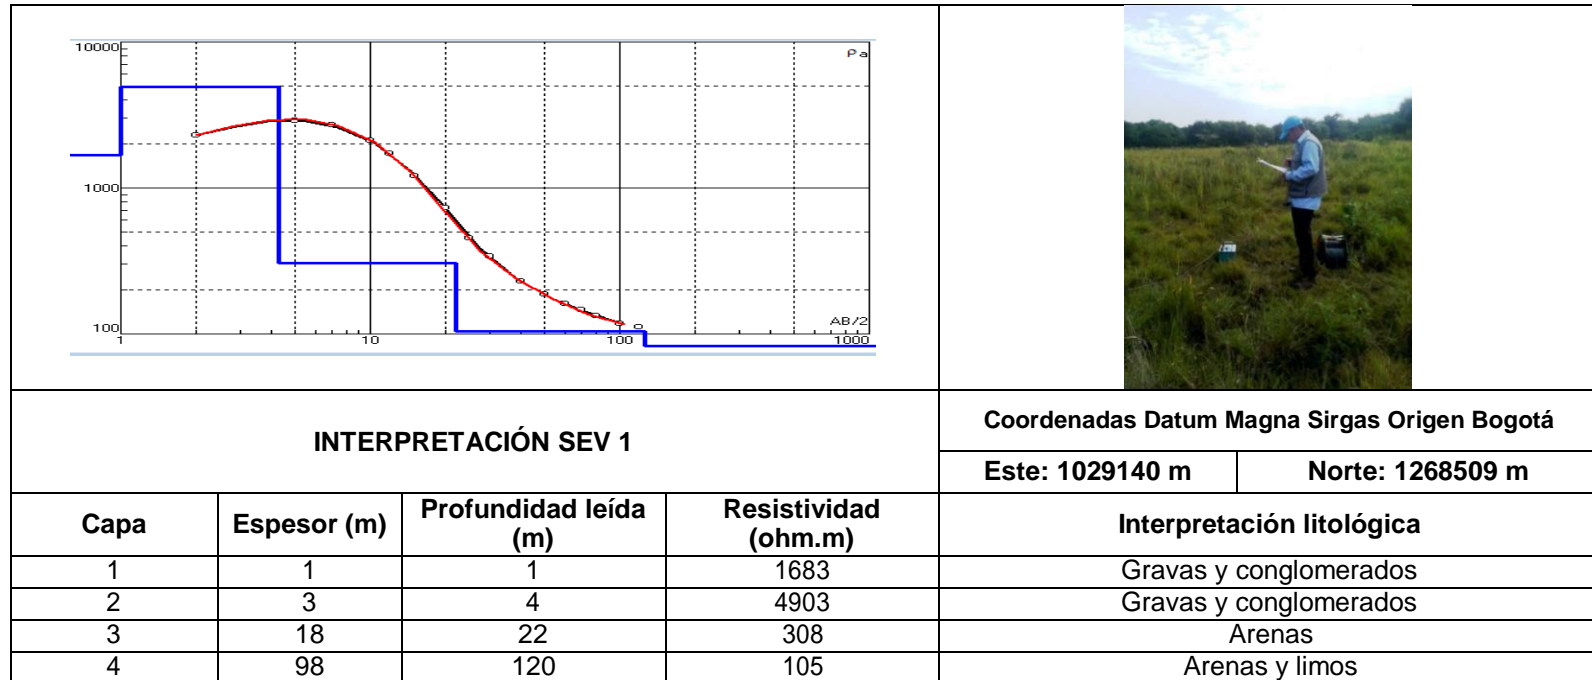 10000
Pa
1000
100
AB/2
1
10
100
1000
INTERPRETACIÓN SEV 1
Coordenadas Datum Magna Sirgas Origen Bogotá
Este: 1029140 m
Norte: 1268509 m
Capa Espesor (m) Profundidad leída (m) Resistividad (ohm.m) Interpretación litológica
1 1 1 1683 Gravas y conglomerados
2 3 4 4903 Gravas y conglomerados
3 18 22 308 Arenas
4 98 120 105 Arenas y limos